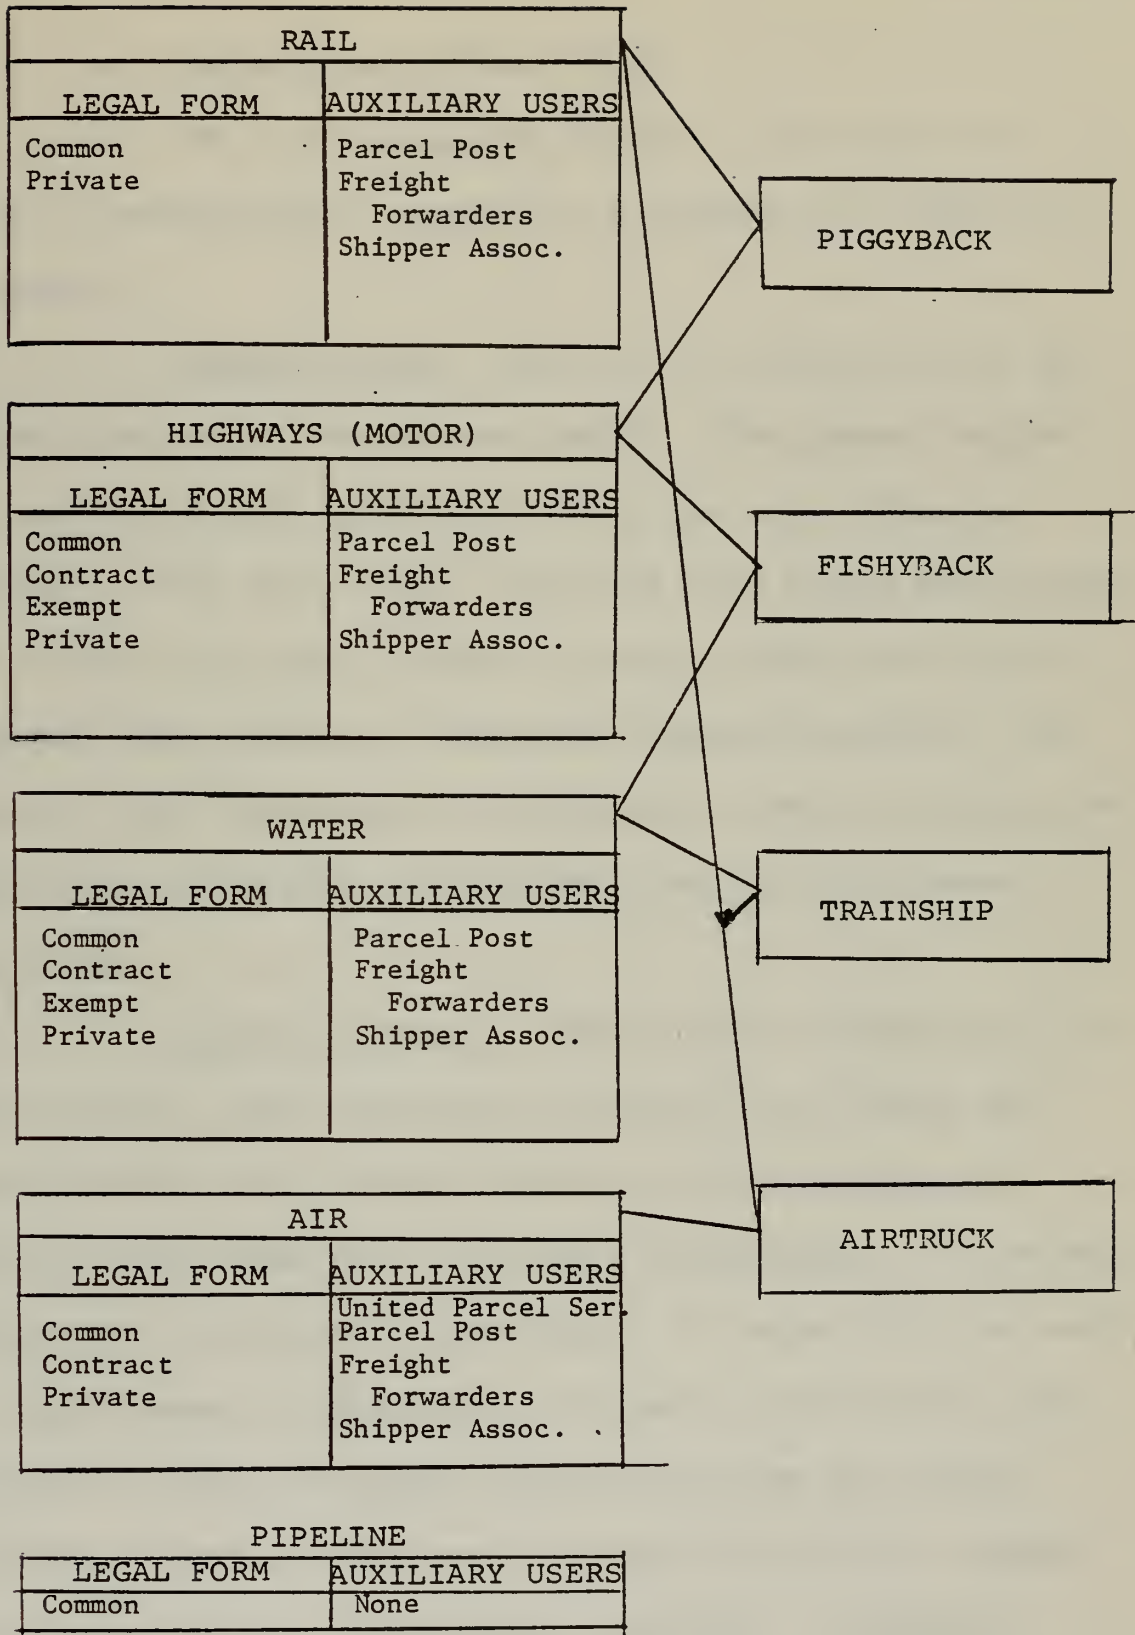 RAIL
LEGAL FORM AUXILIARY USERS
Common Parcel Post
Private Freight
Forwarders
Shipper Assoc.
PIGGYBACK
HIGHWAYS (MOTOR)
LEGAL FORM AUXILIARY USERS
Common Parcel Post
Contract Freight
Exempt Forwarders
Private Shipper Assoc.
FISHYBACK
WATER
LEGAL FORM AUXILIARY USERS
Common Parcel Post
Contract Freight
Exempt Forwarders
Private Shipper Assoc.
TRAINSHIP
AIR
LEGAL FORM AUXILIARY USERS
United Parcel Ser.
Common Parcel Post
Contract Freight
Private Forwarders
Shipper Assoc.
AIRTRUCK
PIPELINE
LEGAL FORM AUXILIARY USERS
Common None